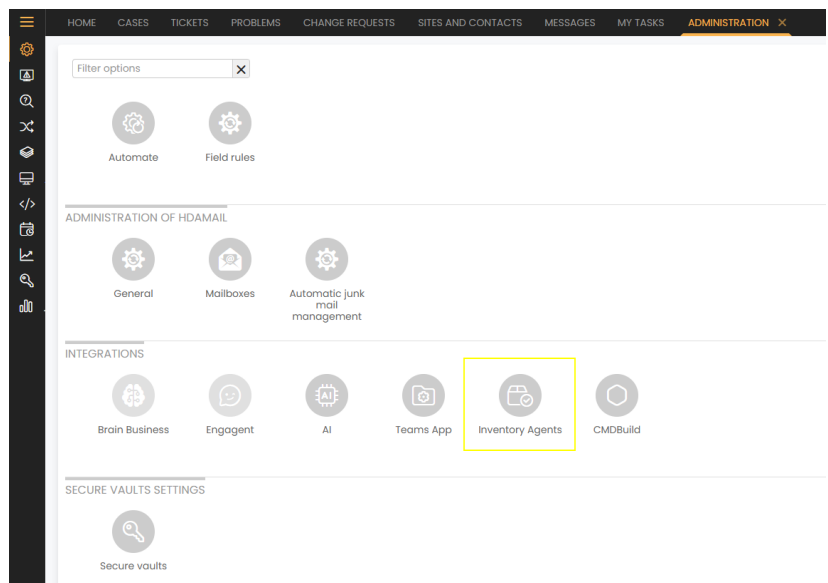 HOME CASES TICKETS PROBLEMS CHANGE REQUESTS SITES AND CONTACTS MESSAGES MY TASKS ADMINISTRATION
Filter options
Automate Field rules
ADMINISTRATION OF HDAMAIL
General Mailboxes Automatic junk
mail
management
INTEGRATIONS
AI
Brain Business Engagent AI Teams App Inventory Agents CMDBuild
SECURE VAULTS SETTINGS
Secure vaults